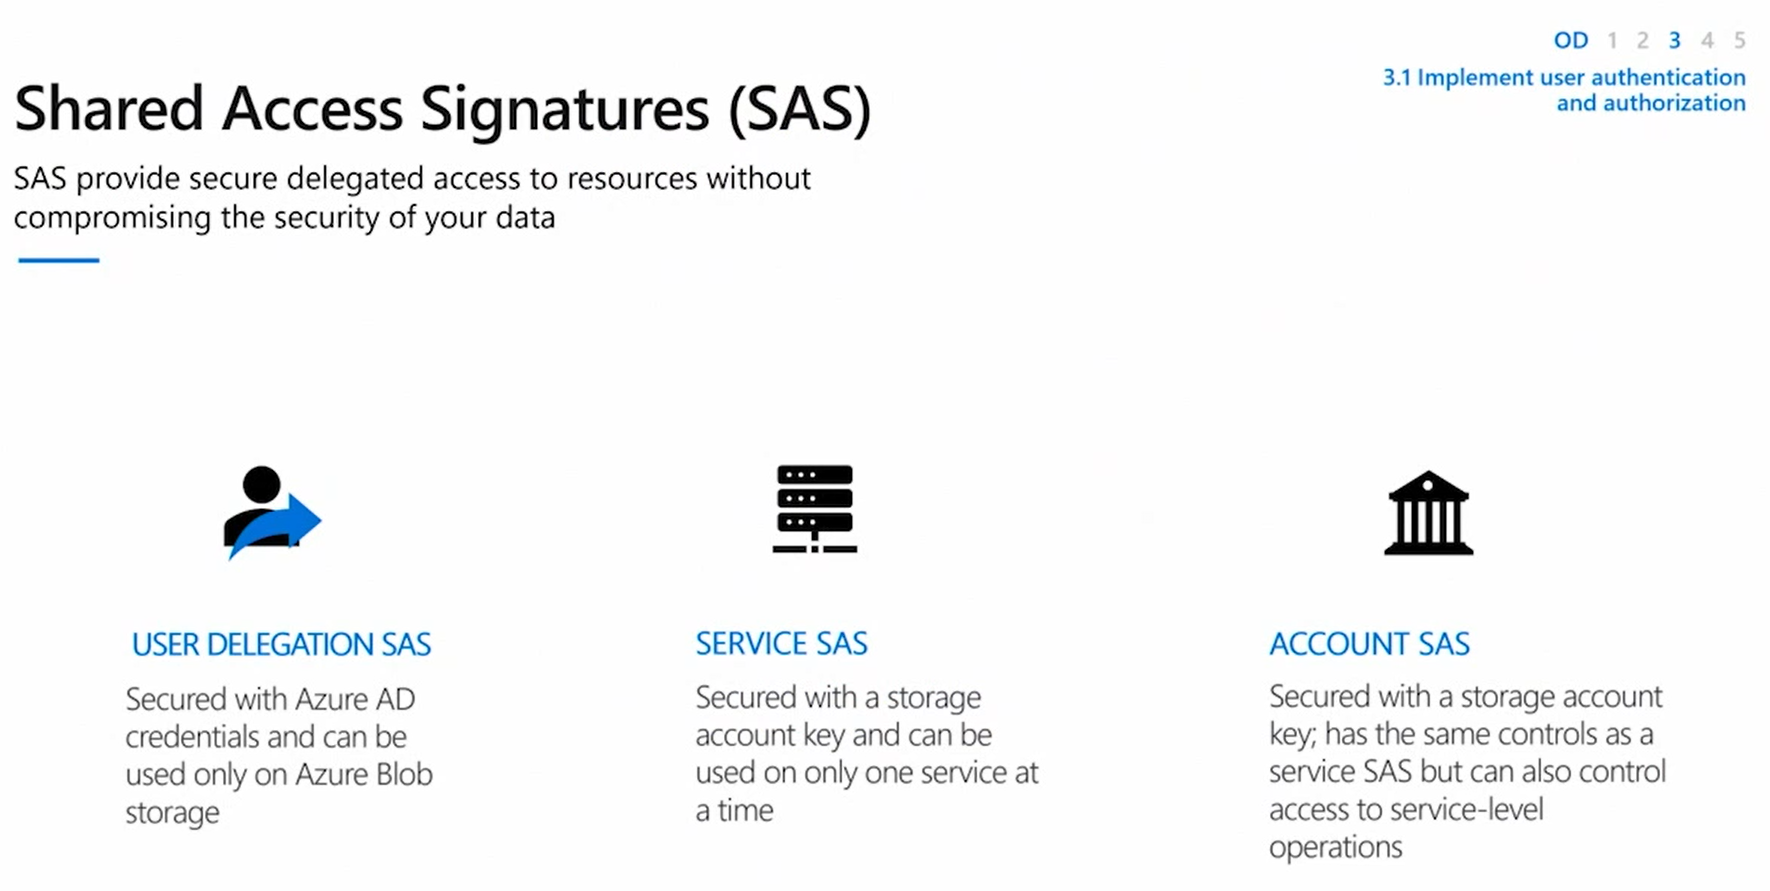 OD 1 2 3 4 5
3.1 Implement user authentication
and authorization
Shared Access Signatures (SAS)
SAS provide secure delegated access to resources without
compromising the security of your data
USER DELEGATION SAS
Secured with Azure AD
credentials and can be
used only on Azure Blob
storage
SERVICE SAS
Secured with a storage
account key and can be
used on only one service at
a time
ACCOUNT SAS
Secured with a storage account
key; has the same controls as a
service SAS but can also control
access to service-level
operations